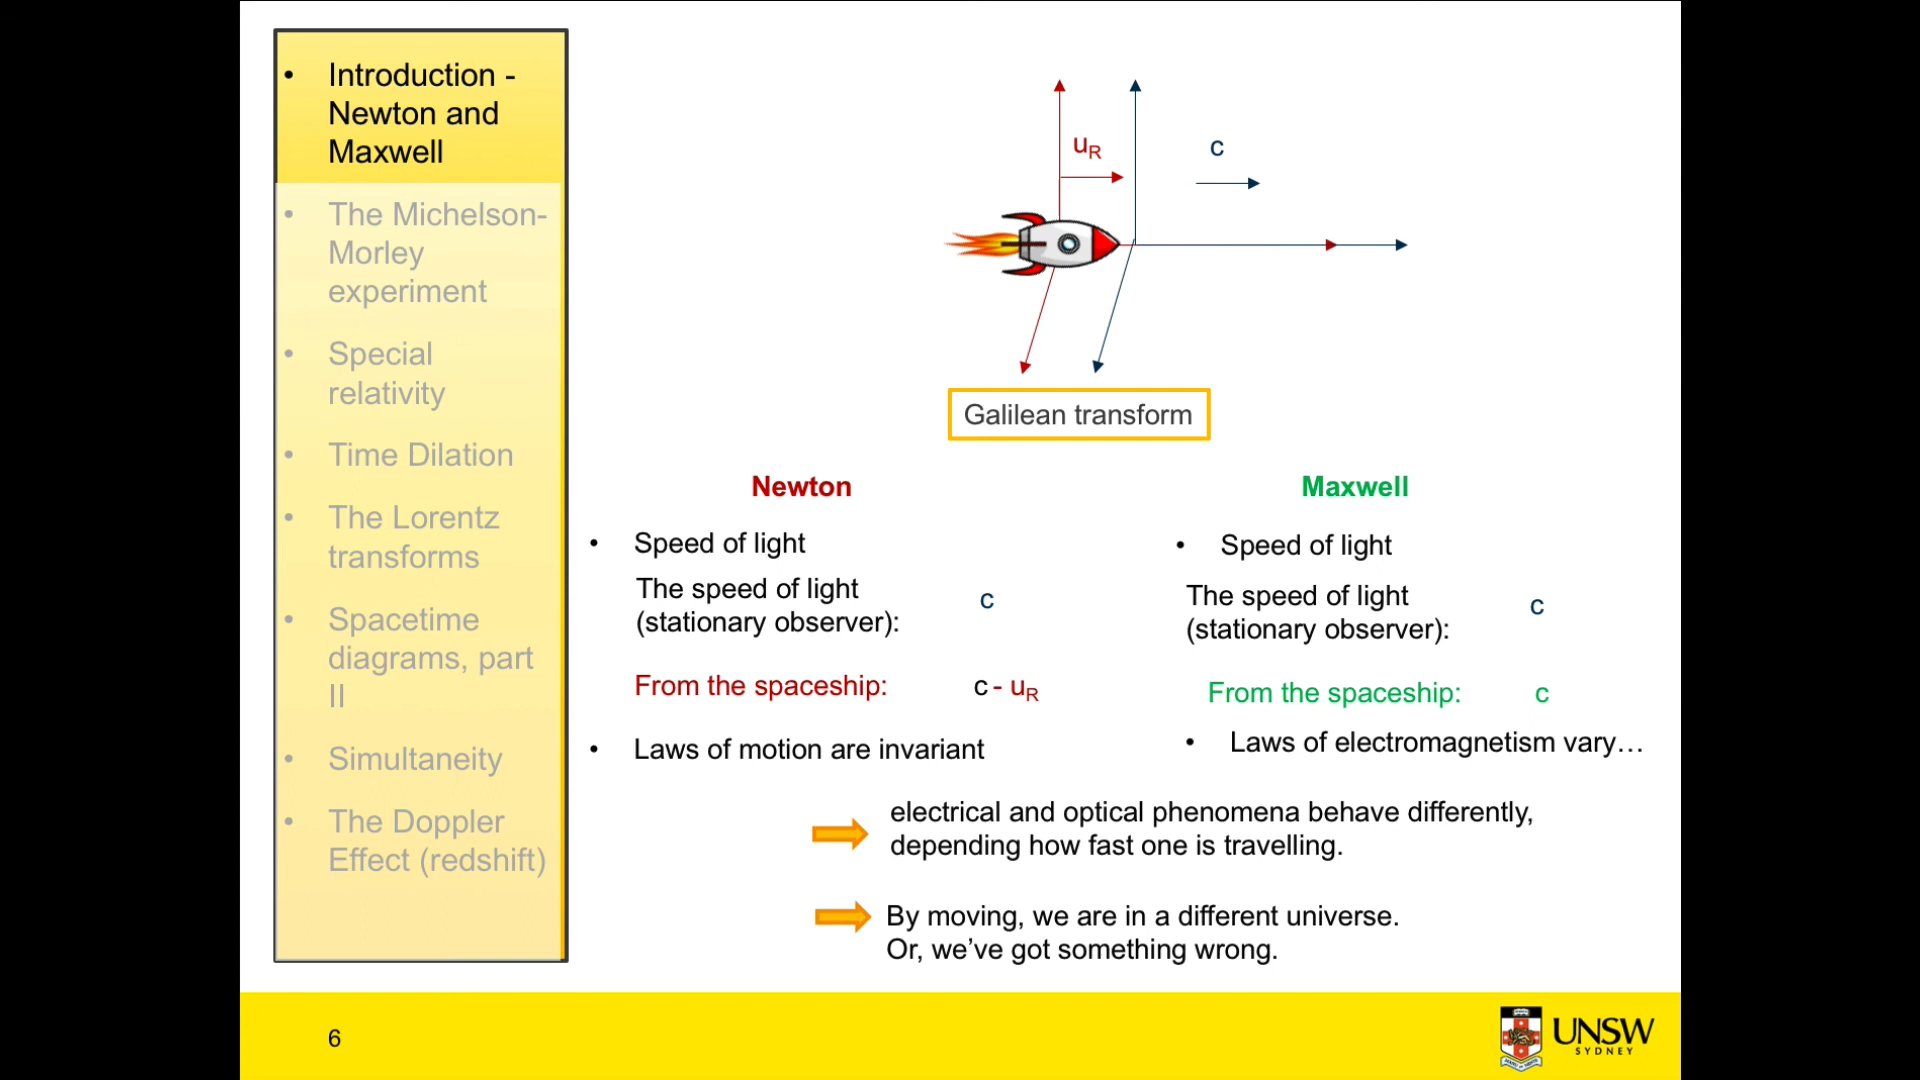 • Introduction -
Newton and
Maxwell
• The Michelson-
Morley
experiment
• Special
relativity
• Time Dilation
• The Lorentz
transforms
• Spacetime
diagrams, part
II
• Simultaneity
• The Doppler
Effect (redshift)
uR
c
Galilean transform
Newton
• Speed of light
The speed of light
(stationary observer): c
From the spaceship: c - uR
• Laws of motion are invariant
Maxwell
• Speed of light
The speed of light
(stationary observer): c
From the spaceship: c
• Laws of electromagnetism vary…
electrical and optical phenomena behave differently,
depending how fast one is travelling.
By moving, we are in a different universe.
Or, we’ve got something wrong.
6
UNSW
SYDNEY